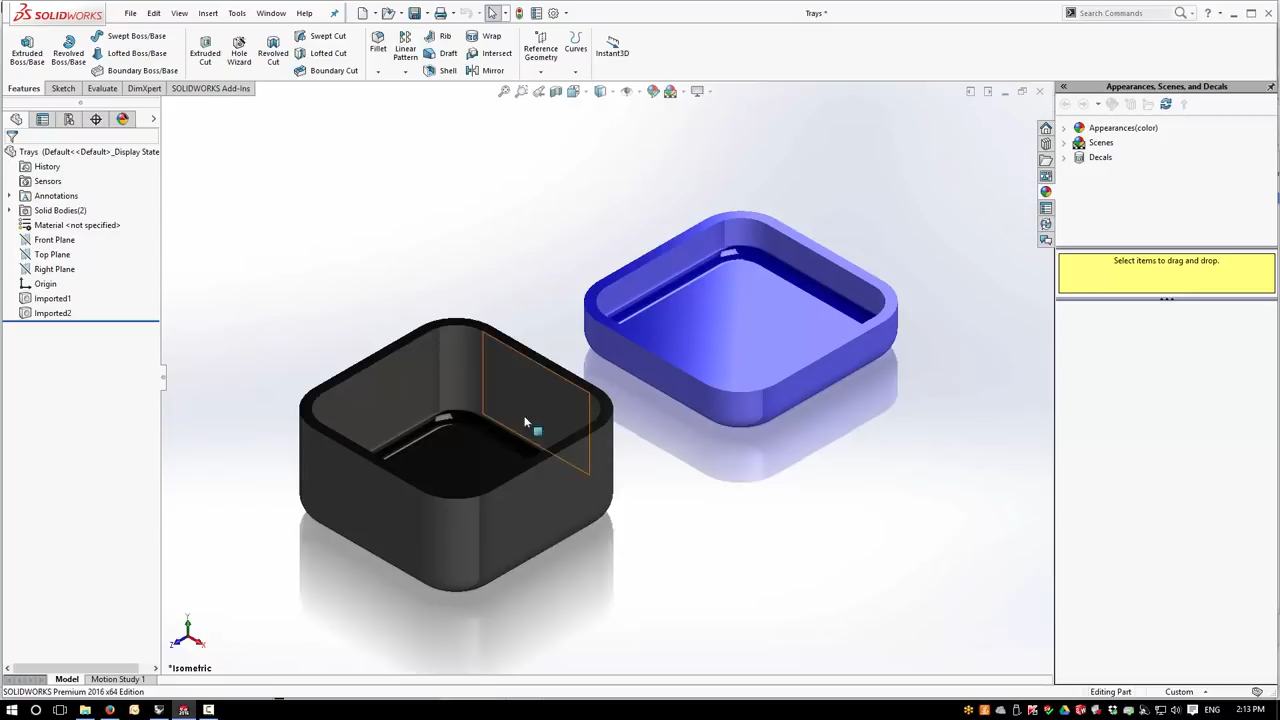 SOLIDWORKS File Edit View Insert Tools Window Help Trays * Search Commands
Extruded Boss/Base
Revolved Boss/Base
Swept Boss/Base
Lofted Boss/Base
Boundary Boss/Base
Extruded Cut
Hole Wizard
Revolved Cut
Swept Cut
Lofted Cut
Boundary Cut
Fillet
Linear Pattern
Rib
Draft
Shell
Wrap
Intersect
Mirror
Reference Geometry
Curves
Instant3D
Features Sketch Evaluate DimXpert SOLIDWORKS Add-Ins
Trays (Default<<Default>_Display State
History
Sensors
Annotations
Solid Bodies(2)
Material <not specified>
Front Plane
Top Plane
Right Plane
Origin
Imported1
Imported2
Appearances, Scenes, and Decals
Appearances(color)
Scenes
Decals
Select items to drag and drop.
Y
Z
X
*Isometric
Model Motion Study 1
SOLIDWORKS Premium 2016 x64 Edition Editing Part Custom
ENG 2:13 PM